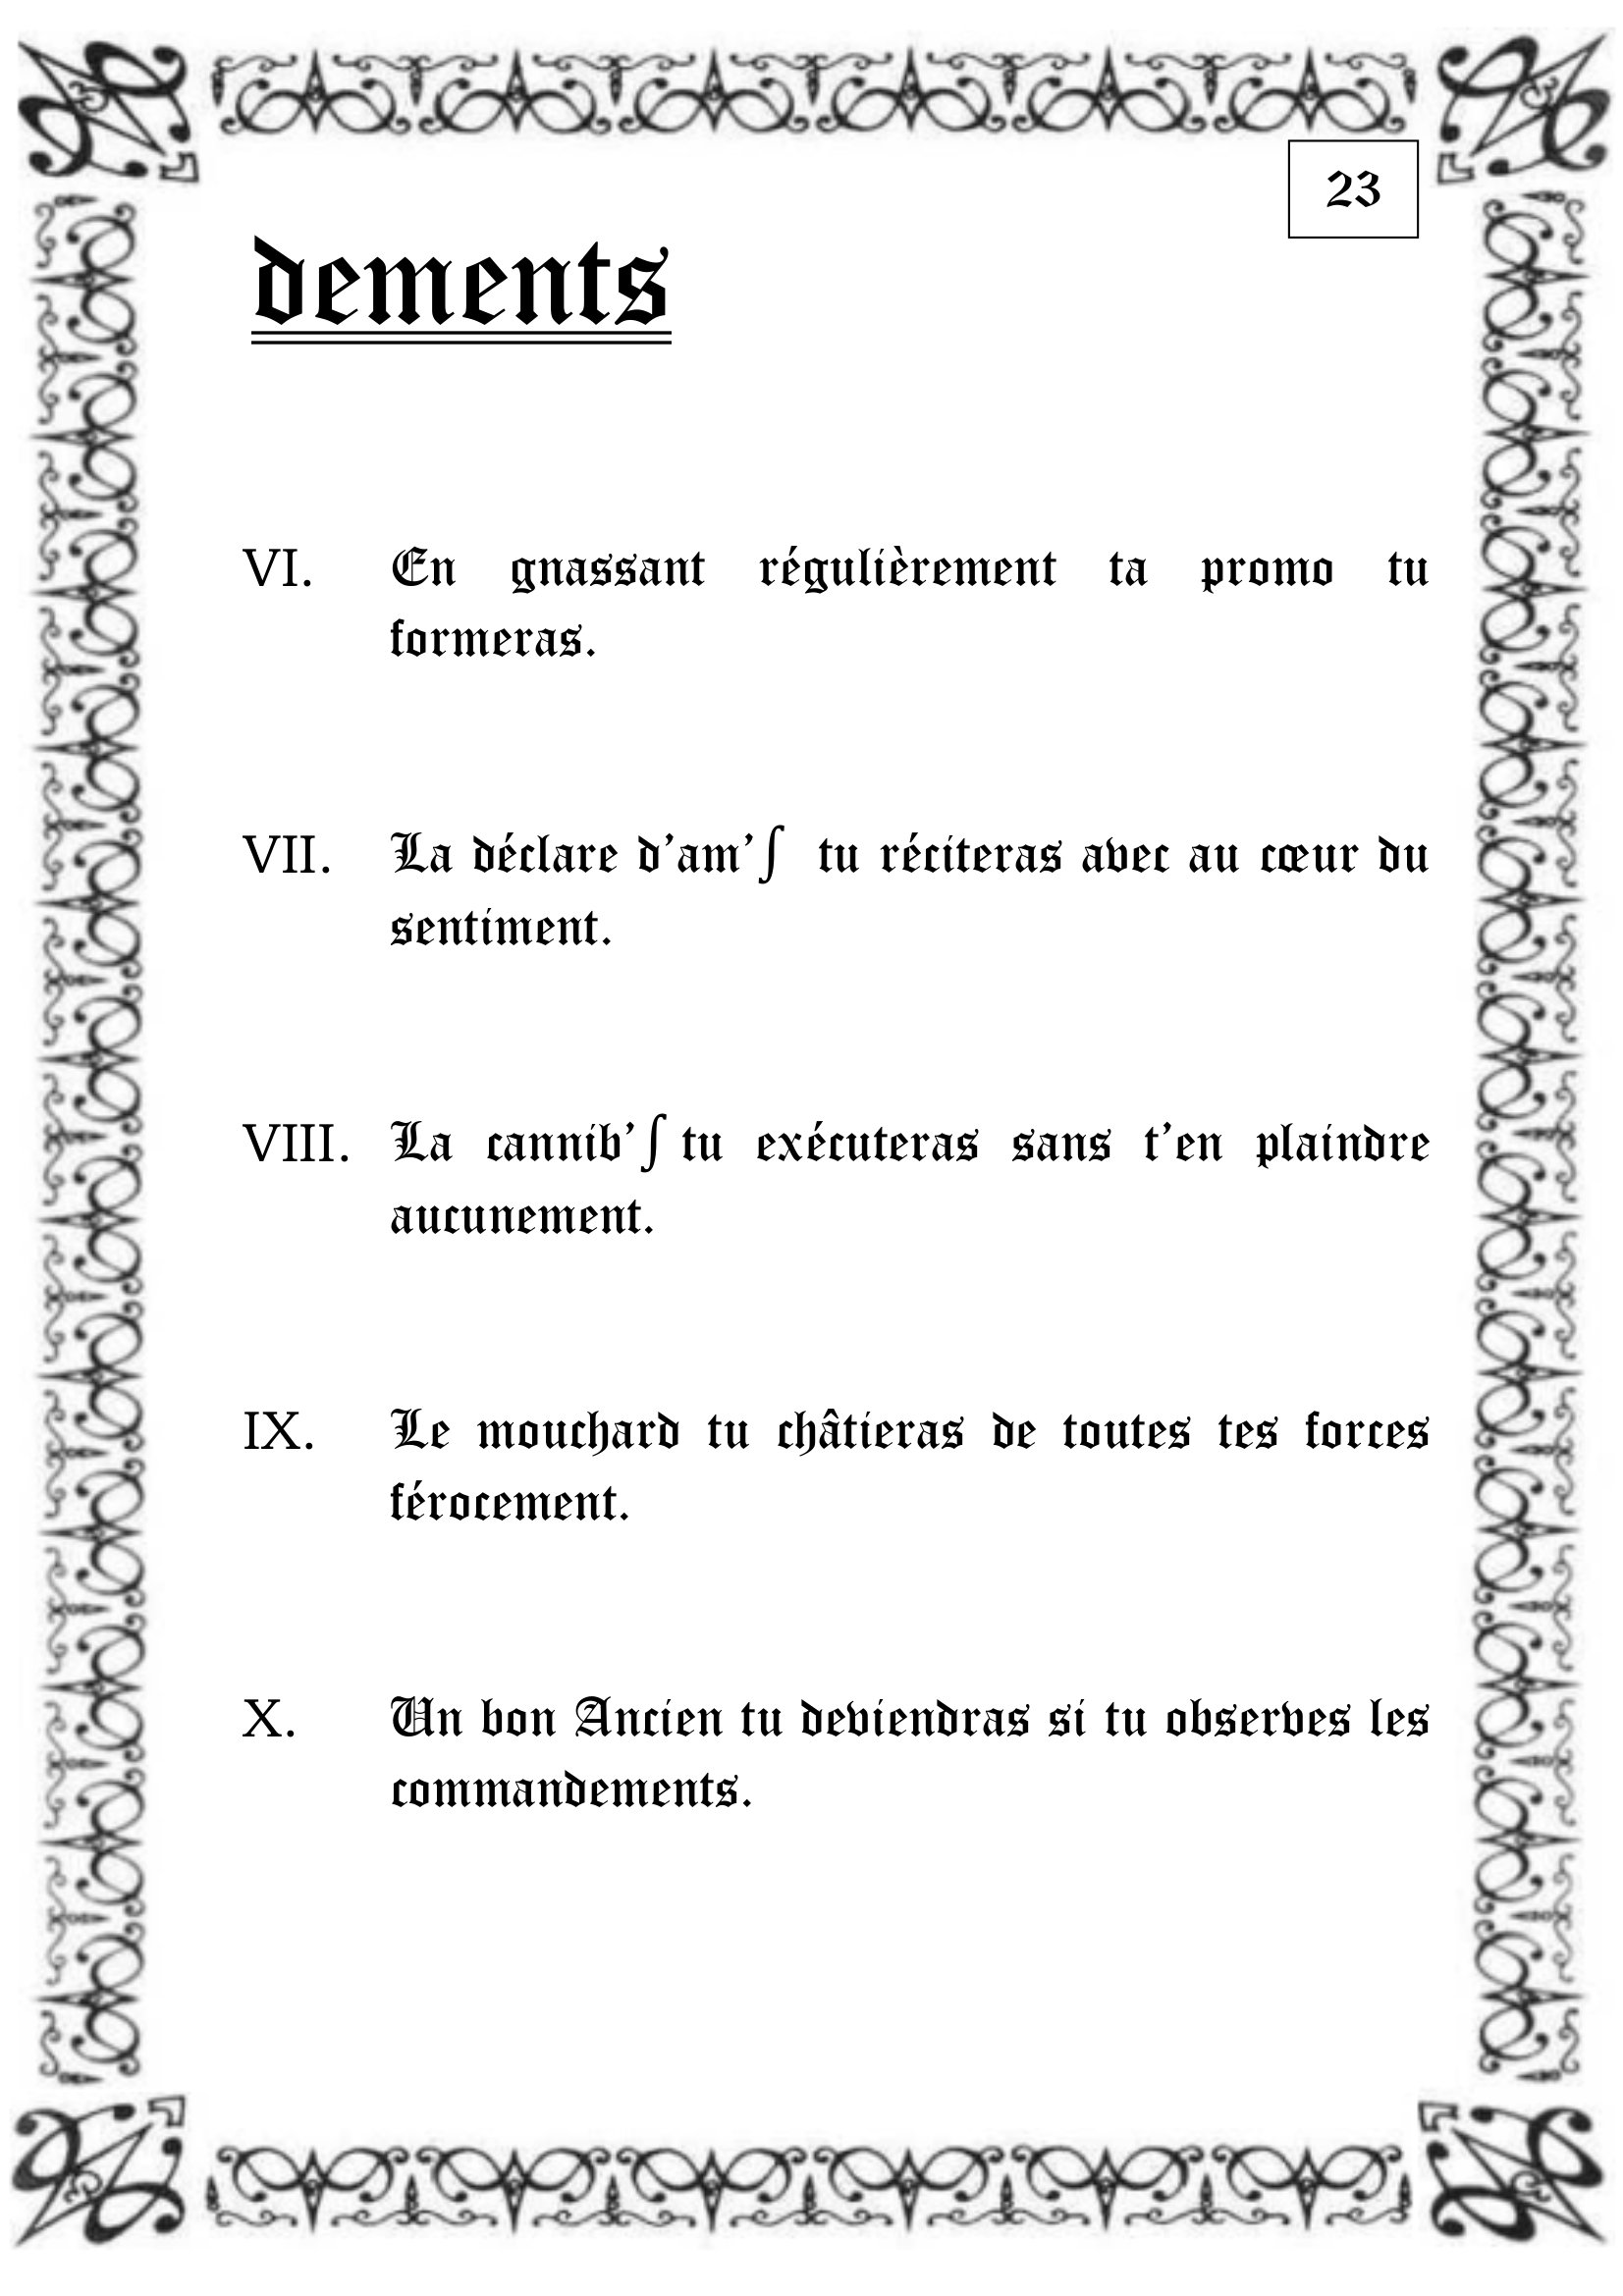 23
dements
VI. En gnassant régulièrement ta promo tu
formeras.
VII. La déclare d’am’∫ tu réciteras avec au cœur du
sentiment.
VIII. La cannib’∫ tu exécuteras sans t’en plaindre
aucunement.
IX. Le mouchard tu châtieras de toutes tes forces
férocement.
X. Un bon Ancien tu deviendras si tu observes les
commandements.